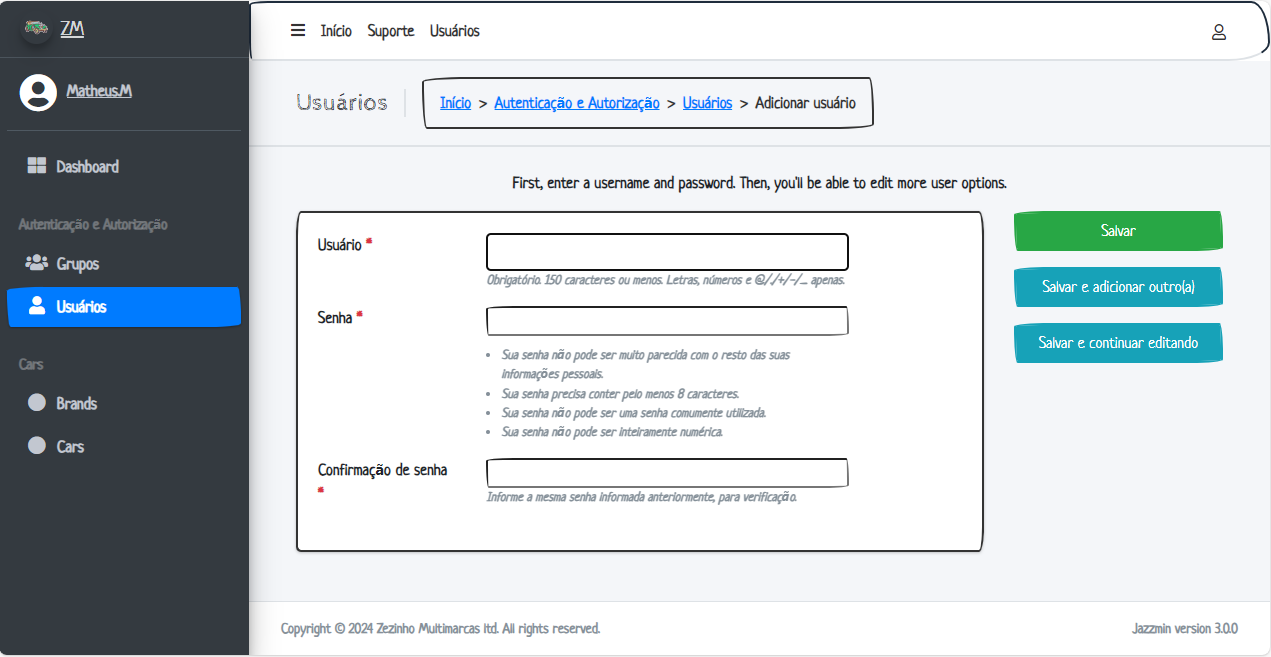 ZM
Início Suporte Usuários
Matheus.M
Usuários
Início > Autenticação e Autorização > Usuários > Adicionar usuário
Dashboard
Autenticação e Autorização
Grupos
Usuários
Cars
Brands
Cars
First, enter a username and password. Then, you'll be able to edit more user options.
Usuário *
Obrigatório. 150 caracteres ou menos. Letras, números e @/./+/-/_ apenas.
Senha *
• Sua senha não pode ser muito parecida com o resto das suas
informações pessoais.
• Sua senha precisa conter pelo menos 8 caracteres.
• Sua senha não pode ser uma senha comumente utilizada.
• Sua senha não pode ser inteiramente numérica.
Confirmação de senha
*
Informe a mesma senha informada anteriormente, para verificação.
Salvar
Salvar e adicionar outro(a)
Salvar e continuar editando
Copyright © 2024 Zezinho Multimarcas ltd. All rights reserved.
Jazzmin version 3.0.0